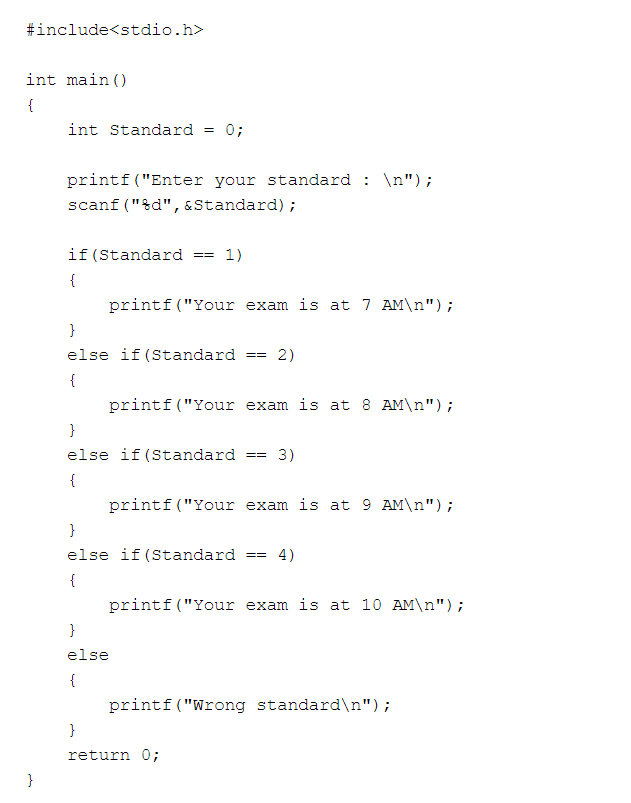 #include<stdio.h>
int main()
{
int Standard = 0;
printf("Enter your standard : \n");
scanf("%d",&Standard);
if(Standard == 1)
{
printf("Your exam is at 7 AM\n");
}
else if(Standard == 2)
{
printf("Your exam is at 8 AM\n");
}
else if(Standard == 3)
{
printf("Your exam is at 9 AM\n");
}
else if(Standard == 4)
{
printf("Your exam is at 10 AM\n");
}
else
{
printf("Wrong standard\n");
}
return 0;
}